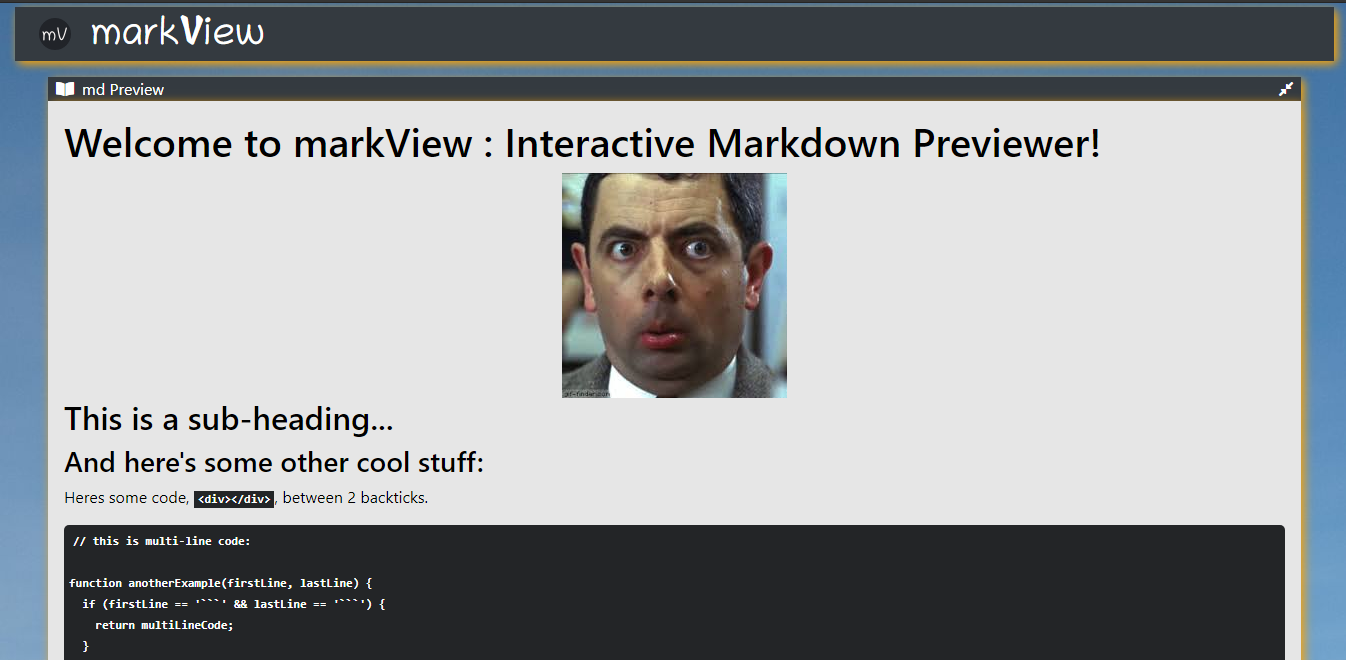 mV markView
md Preview
Welcome to markView : Interactive Markdown Previewer!
This is a sub-heading...
And here's some other cool stuff:
Heres some code, <div></div>, between 2 backticks.
// this is multi-line code:
function anotherExample(firstLine, lastLine) {
if (firstLine == '```' && lastLine == '```') {
return multiLineCode;
}